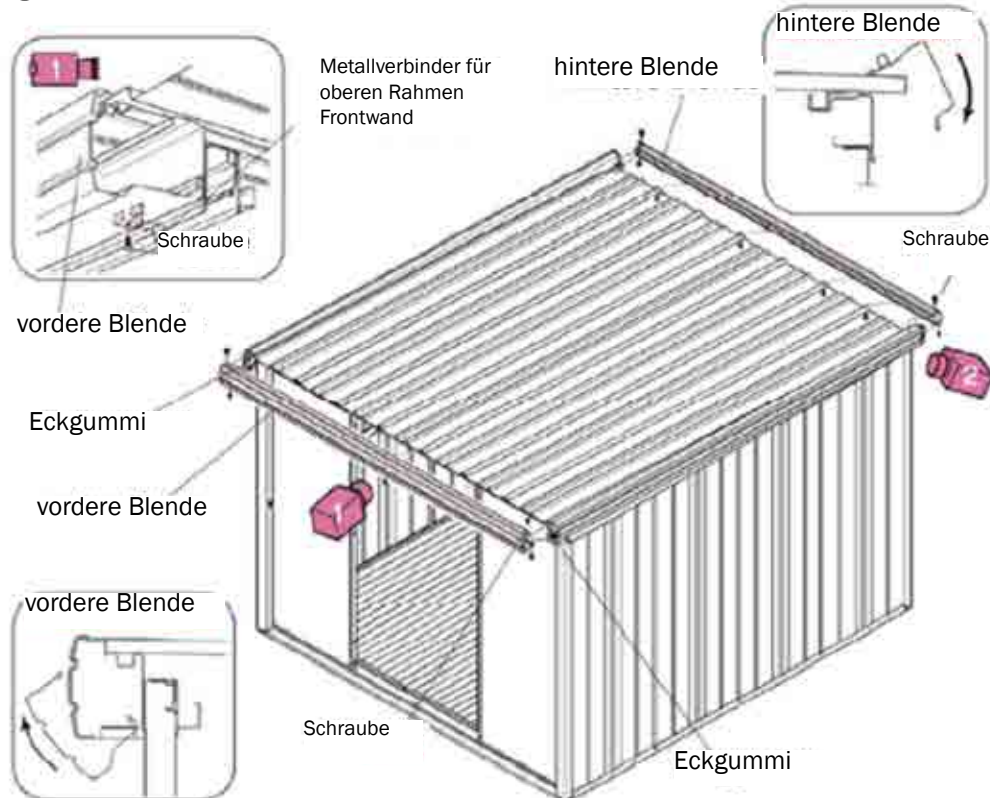 hintere Blende
1
Metallverbinder für
oberen Rahmen
Frontwand
hintere Blende
Schraube
Schraube
vordere Blende
2
Eckgummi
vordere Blende
1
vordere Blende
Schraube
Eckgummi